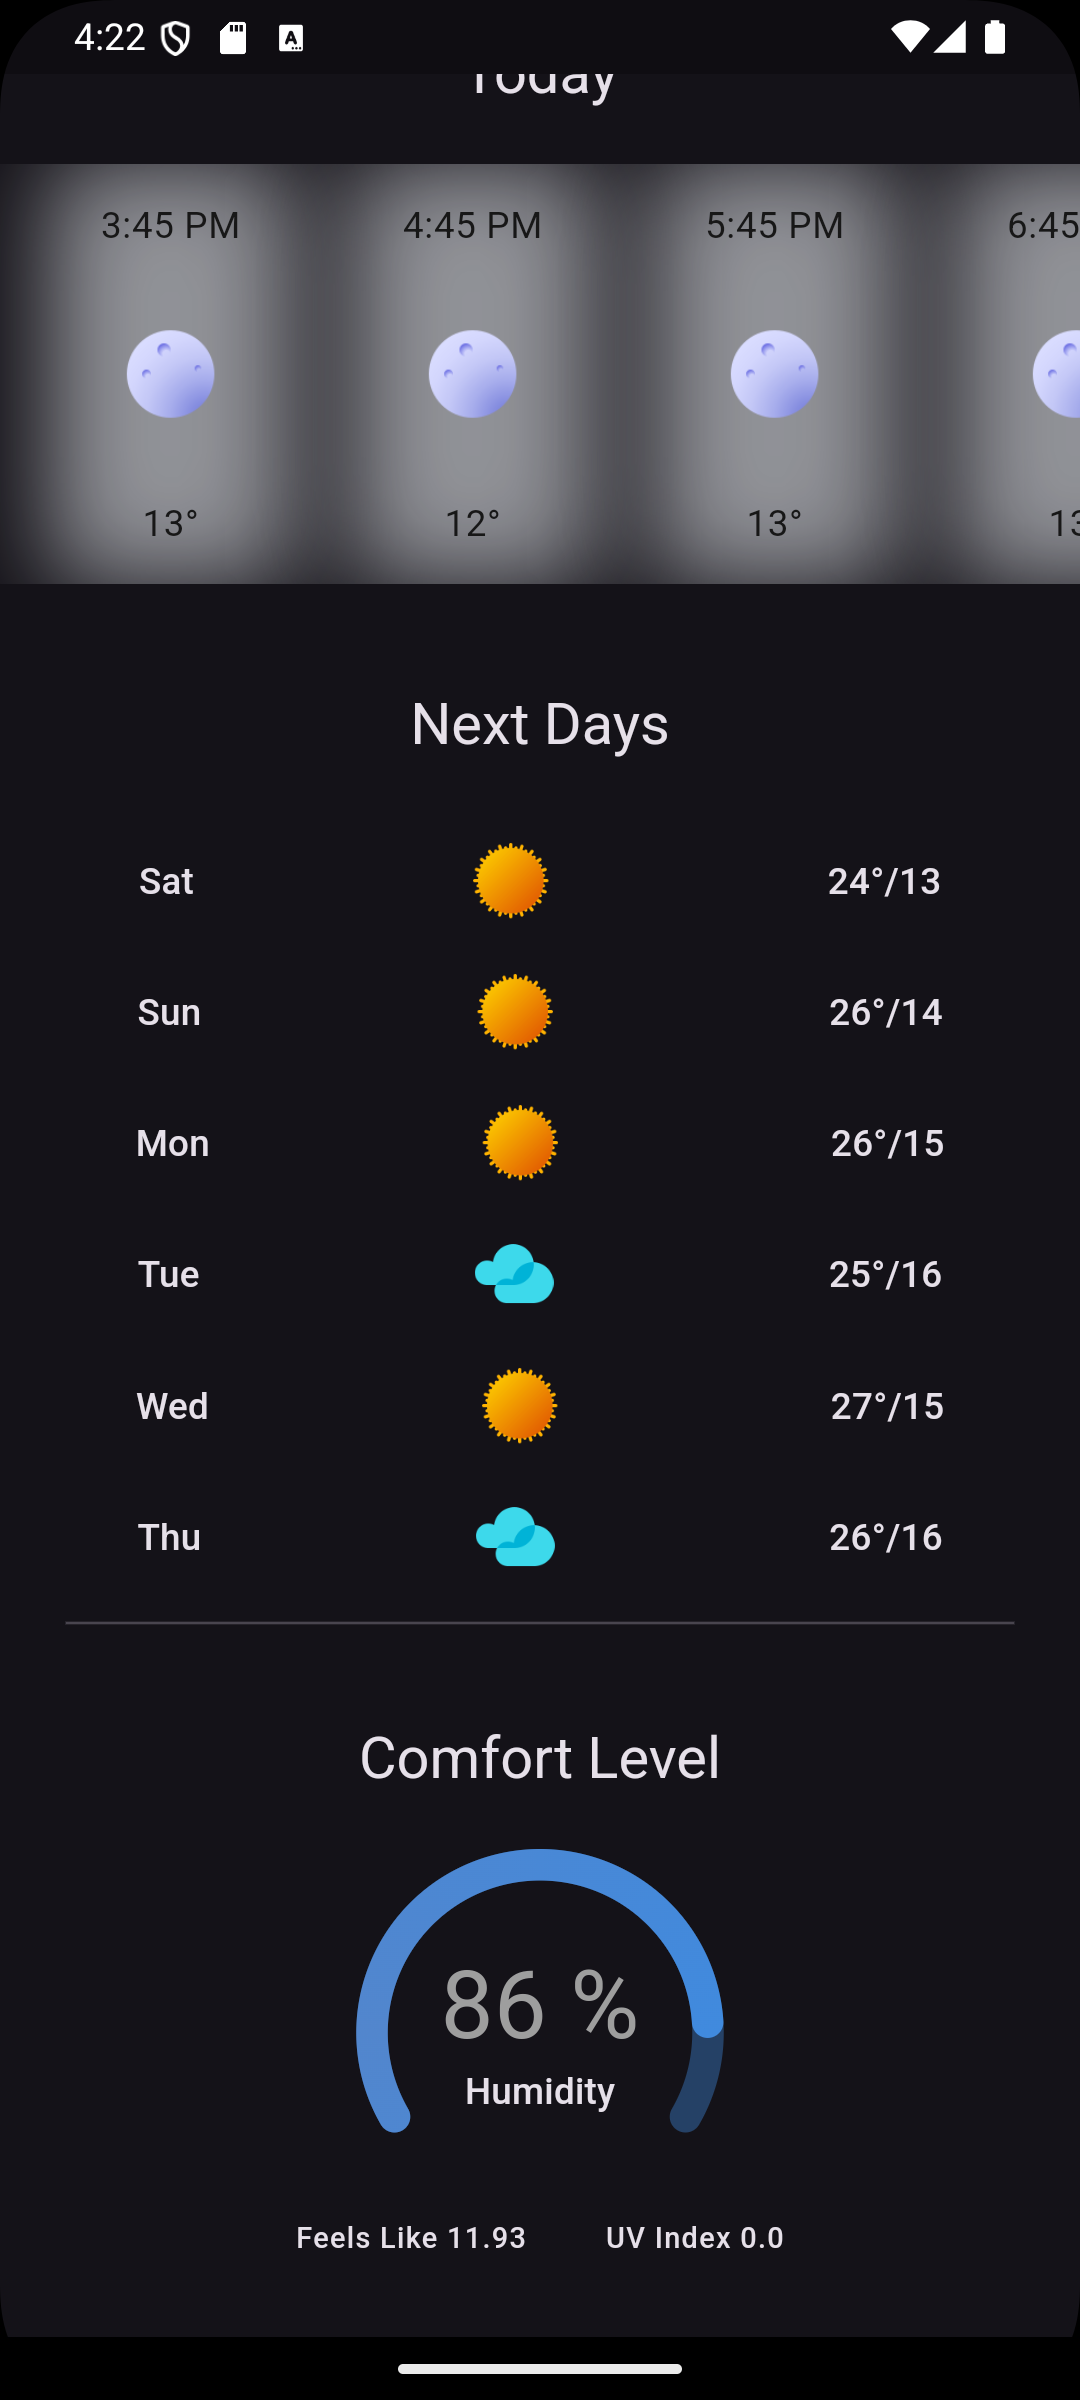 4:22
Today
3:45 PM 4:45 PM 5:45 PM 6:45
13° 12° 13° 13
Next Days
Sat 24°/13
Sun 26°/14
Mon 26°/15
Tue 25°/16
Wed 27°/15
Thu 26°/16
Comfort Level
86 %
Humidity
Feels Like 11.93 UV Index 0.0